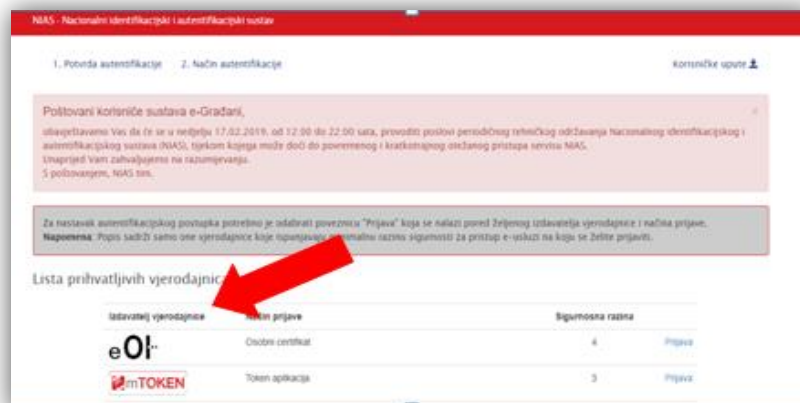 NIAS - Nacionalni identifikacijski i autentifikacijski sustav
1. Potvrda autentifikacije 2. Način autentifikacije Korisničke upute
Poštovani korisniče sustava e-Građani,
obavještavamo Vas da će se u nedjelju 17.02.2019. od 12:00 do 22:00 sata, provoditi poslovi periodičnog tehničkog održavanja Nacionalnog identifikacijskog i
autentifikacijskog sustava (NIAS), tijekom kojega može doći do povremenog i kratkotrajnog otežanog pristupa servisu NIAS.
Unaprijed Vam zahvaljujemo na razumijevanju.
S poštovanjem, NIAS tim.
Za nastavak autentifikacijskog postupka potrebno je odabrati poveznicu "Prijava" koja se nalazi pored željenog izdavatelja vjerodajnice i načina prijave.
Napomena: Popis sadrži samo one vjerodajnice koje ispunjavaju razinu sigurnosti za pristup e-usluzi na koju se želite prijaviti.
Lista prihvatljivih vjerodajnic
Izdavatelj vjerodajnice Način prijave Sigurnosna razina
eOI Osobni certifikat 4 Prijava
mTOKEN Token aplikacija 3 Prijava